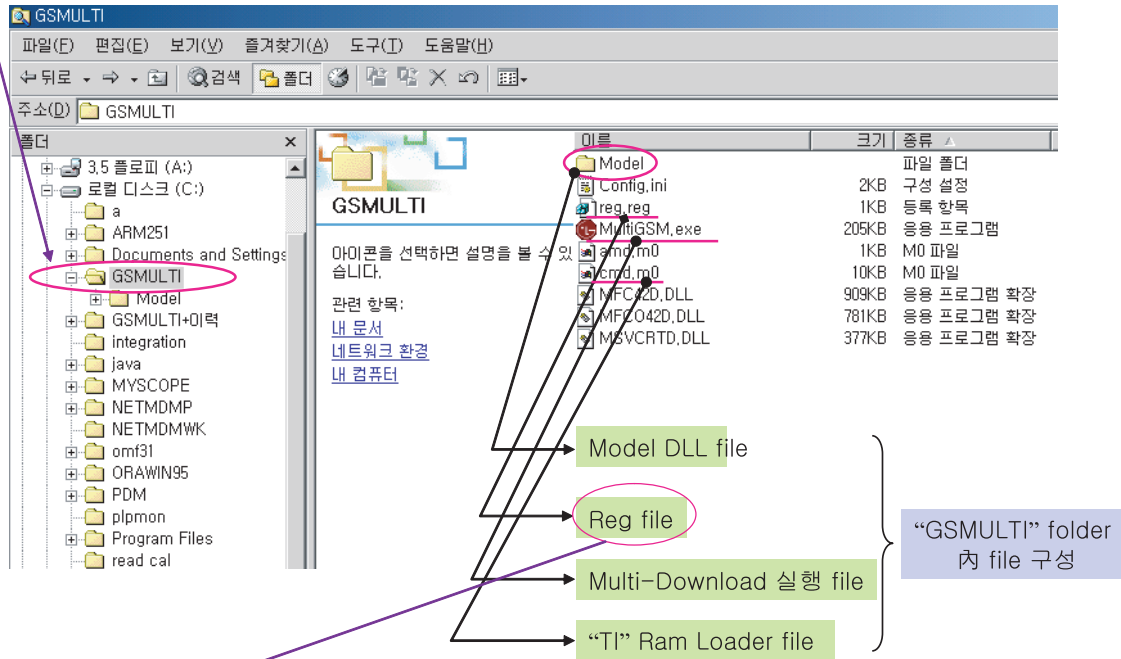 GSMULTI
파일(F) 편집(E) 보기(V) 즐겨찾기(A) 도구(T) 도움말(H)
뒤로 검색 폴더
주소(D) GSMULTI
폴더 x
3,5 플로피 (A:)
로컬 디스크 (C:)
a
ARM251
Documents and Settings
GSMULTI
Model
GSMULTI+이력
integration
java
MYSCOPE
NETMDMP
NETMDMWK
omf31
ORAWIN95
PDM
plpmon
Program Files
read cal
GSMULTI
아이콘을 선택하면 설명을 볼 수 있
습니다.
관련 항목:
내 문서
네트워크 환경
내 컴퓨터
이름 크기 종류
Model 파일 폴더
Config,ini 2KB 구성 설정
reg,reg 1KB 등록 항목
MultiGSM,exe 205KB 응용 프로그램
amd,m0 1KB M0 파일
cmd,m0 10KB M0 파일
MFC42D,DLL 909KB 응용 프로그램 확장
MFCO42D,DLL 781KB 응용 프로그램 확장
MSVCRTD,DLL 377KB 응용 프로그램 확장
Model DLL file
Reg file
Multi-Download 실행 file
“TI” Ram Loader file
“GSMULTI” folder
內 file 구성